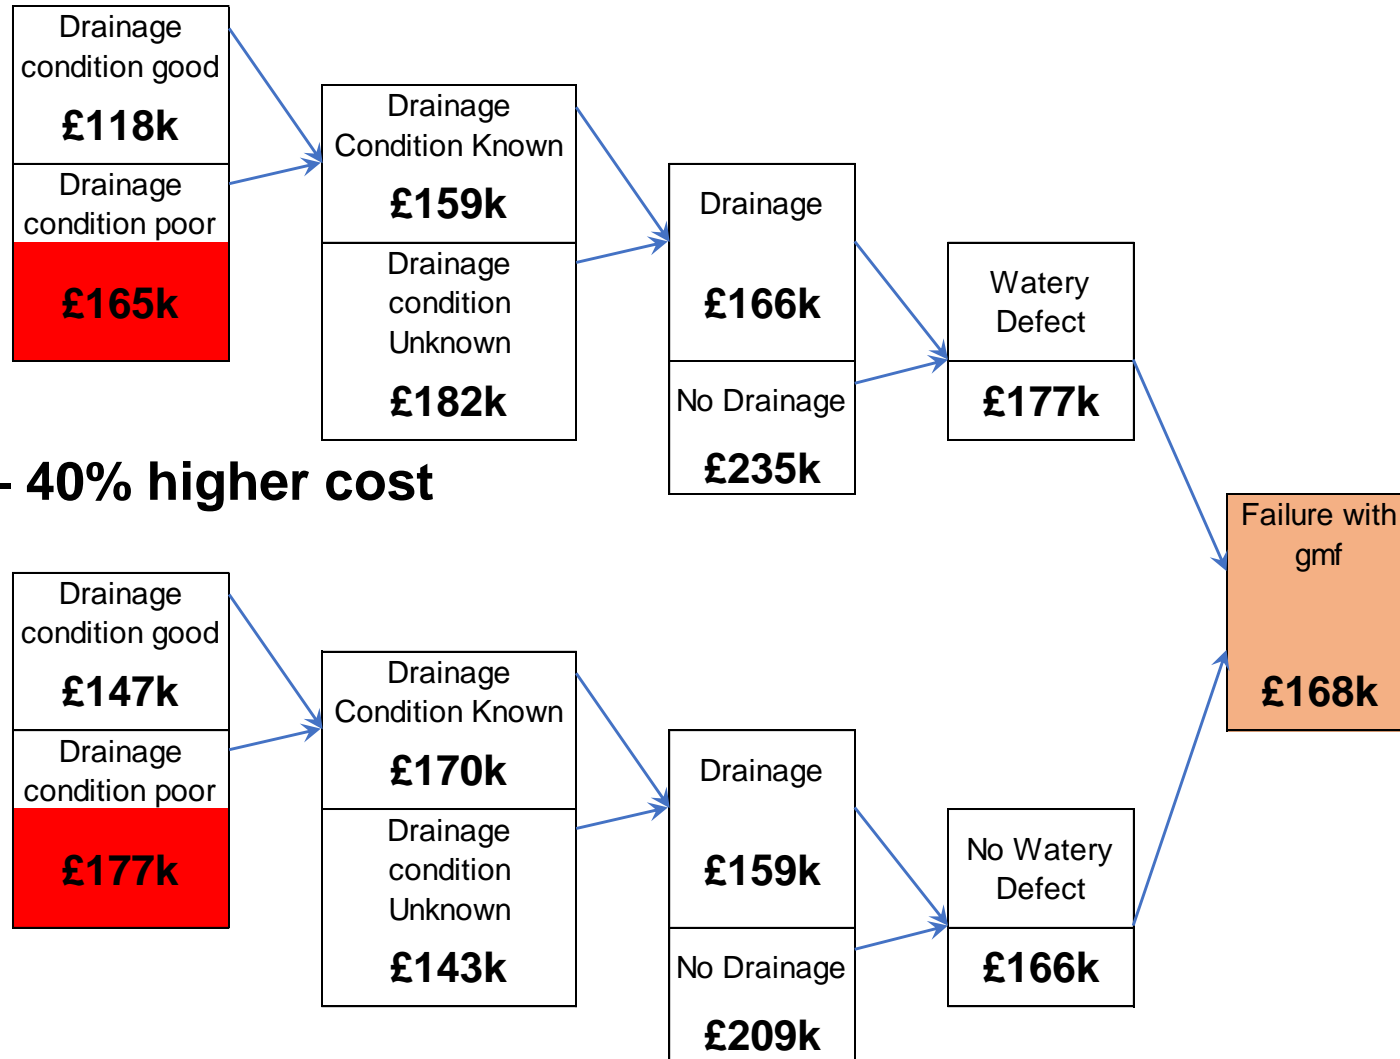 Drainage
condition good
£118k
Drainage
condition poor
£165k
Drainage
Condition Known
£159k
Drainage
condition
Unknown
£182k
Drainage
£166k
No Drainage
£235k
Watery
Defect
£177k
- 40% higher cost
Failure with
gmf
£168k
Drainage
condition good
£147k
Drainage
condition poor
£177k
Drainage
Condition Known
£170k
Drainage
condition
Unknown
£143k
Drainage
£159k
No Drainage
£209k
No Watery
Defect
£166k